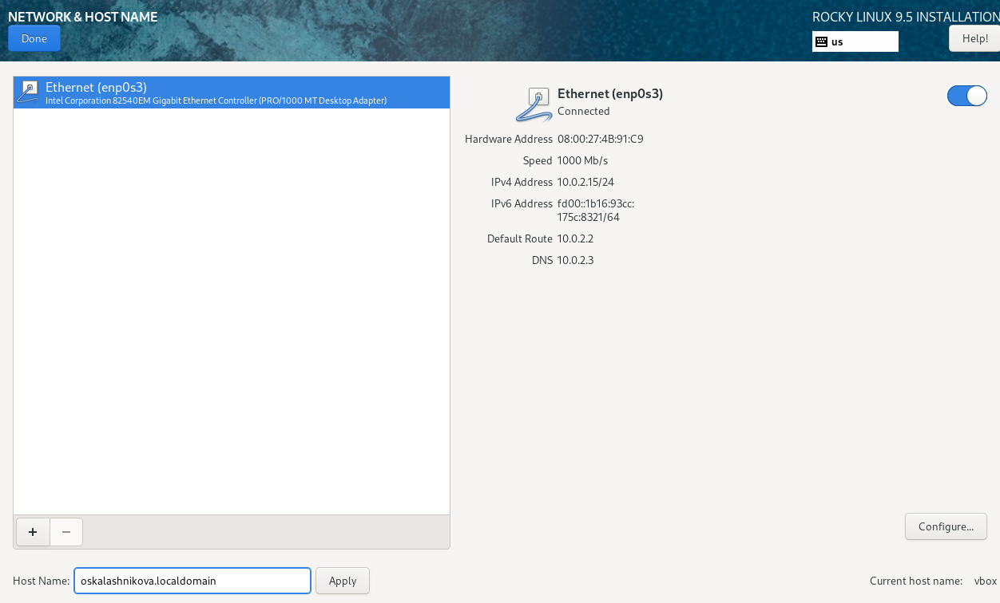 NETWORK & HOST NAME
ROCKY LINUX 9.5 INSTALLATION
Done
us
Help!
Ethernet (enp0s3)
Intel Corporation 82540EM Gigabit Ethernet Controller (PRO/1000 MT Desktop Adapter)
Ethernet (enp0s3)
Connected
Hardware Address 08:00:27:4B:91:C9
Speed 1000 Mb/s
IPv4 Address 10.0.2.15/24
IPv6 Address fd00::1b16:93cc:
175c:8321/64
Default Route 10.0.2.2
DNS 10.0.2.3
+ −
Configure...
Host Name: oskalashnikova.localdomain Apply
Current host name: vbox